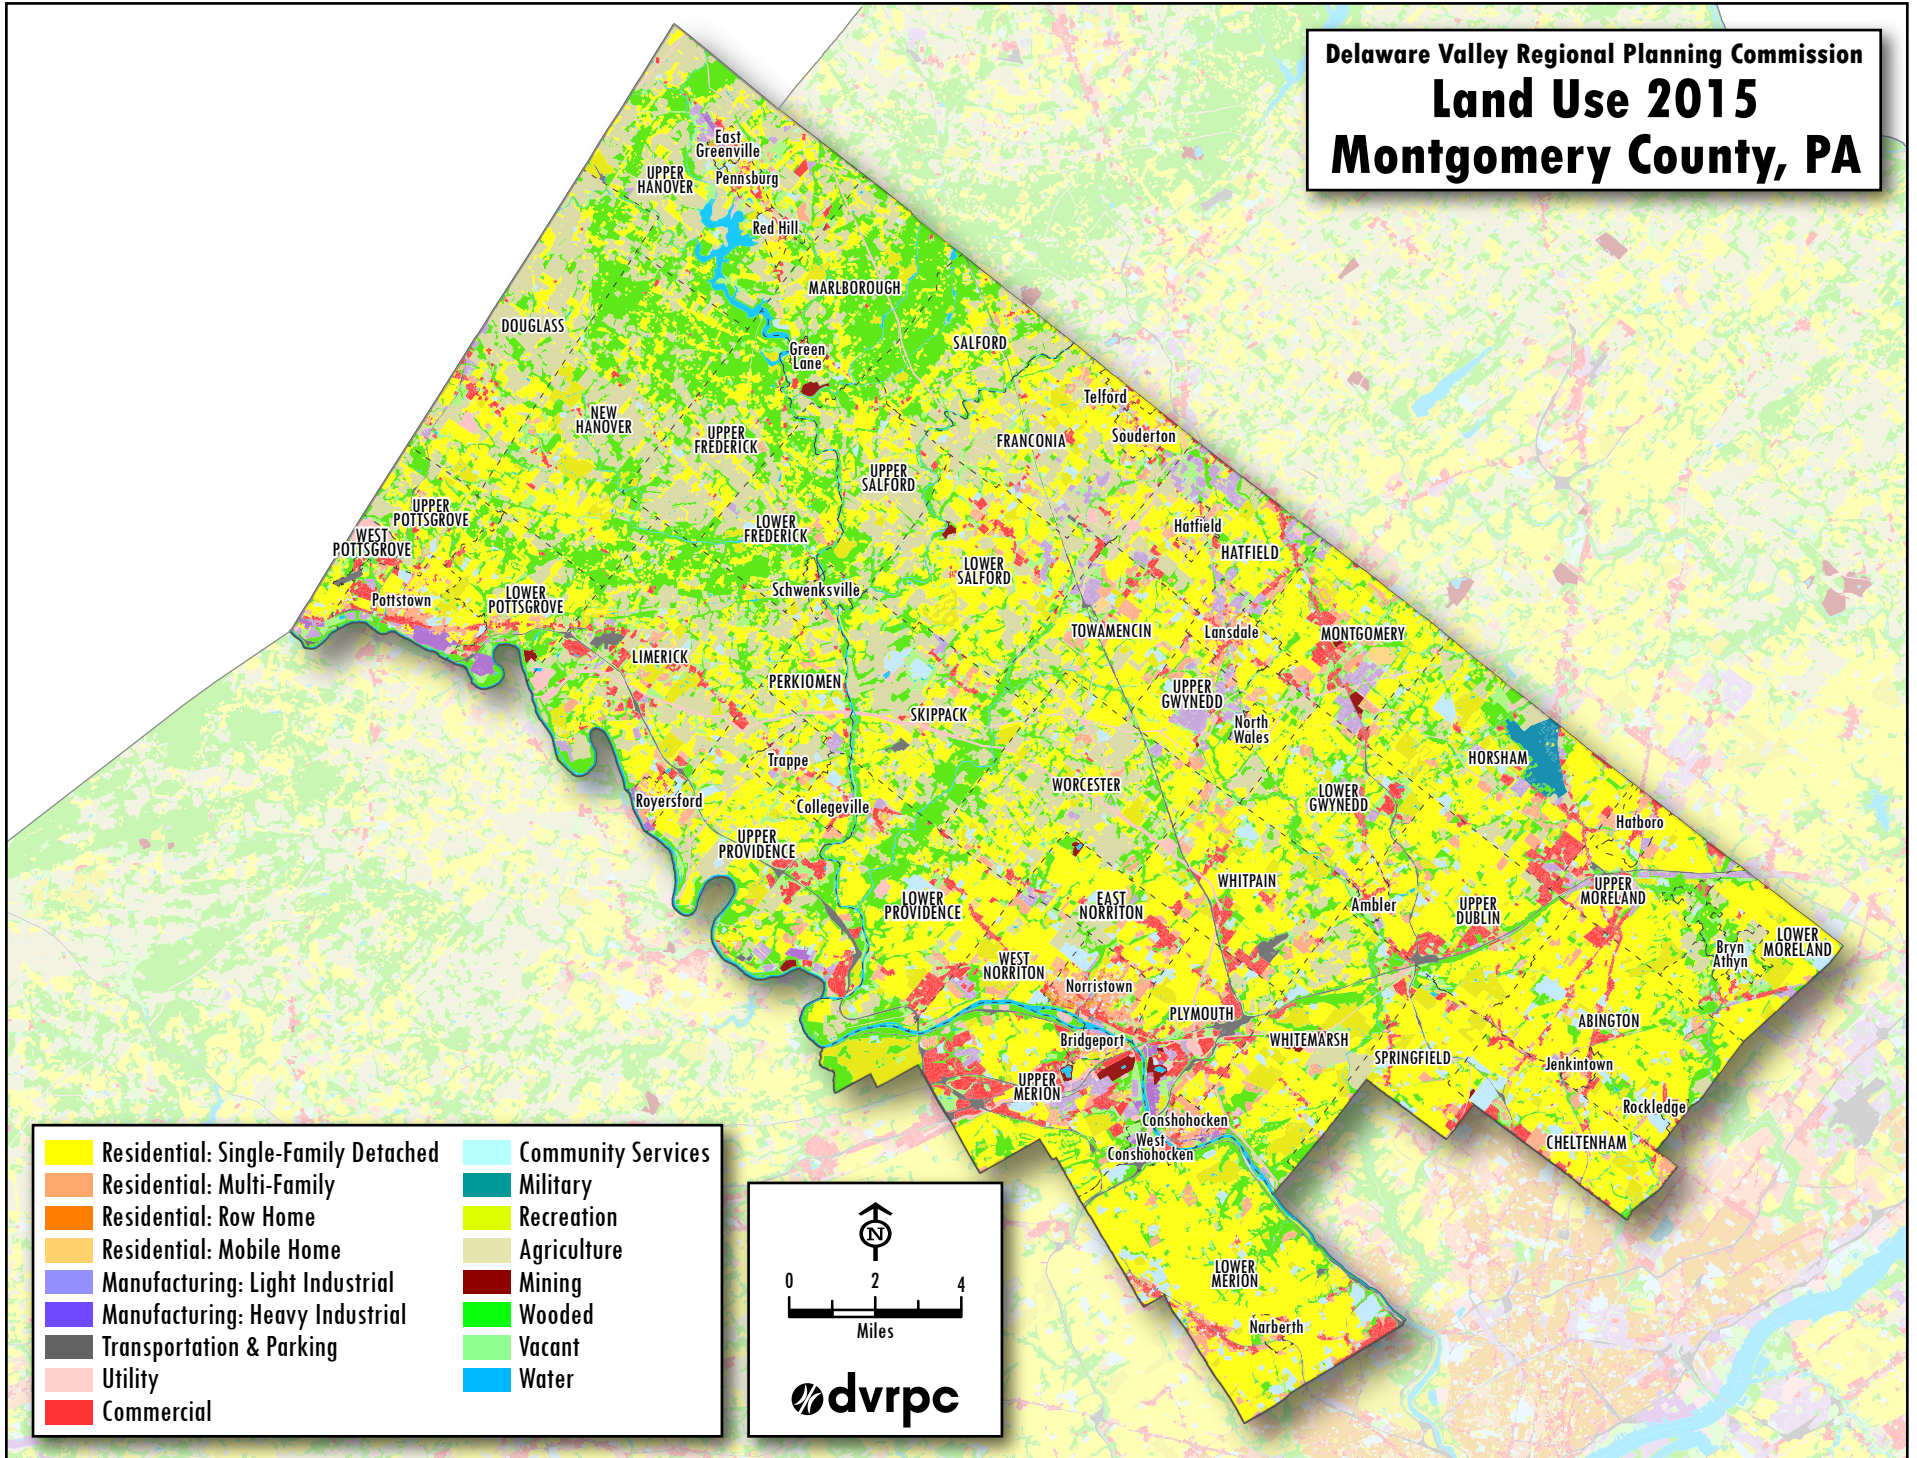 Delaware Valley Regional Planning Commission
Land Use 2015
Montgomery County, PA
East
Greenville
UPPER
HANOVER
Pennsburg
Red Hill
MARLBOROUGH
DOUGLASS
Green
Lane
SALFORD
Telford
NEW
HANOVER
UPPER
FREDERICK
FRANCONIA
Souderton
UPPER
SALFORD
UPPER
POTTSGROVE
WEST
POTTSGROVE
LOWER
FREDERICK
Hatfield
HATFIELD
LOWER
SALFORD
Schwenksville
Pottstown
LOWER
POTTSGROVE
TOWAMENCIN
Lansdale
MONTGOMERY
LIMERICK
PERKIOMEN
UPPER
GWYNEDD
SKIPPACK
North
Wales
Trappe
HORSHAM
WORCESTER
LOWER
GWYNEDD
Royersford
Collegeville
Hatboro
UPPER
PROVIDENCE
WHITPAIN
UPPER
MORELAND
LOWER
PROVIDENCE
EAST
NORRITON
Ambler
UPPER
DUBLIN
LOWER
MORELAND
Bryn
Athyn
WEST
NORRITON
Norristown
PLYMOUTH
ABINGTON
Bridgeport
WHITEMARSH
SPRINGFIELD
Jenkintown
UPPER
MERION
Rockledge
Conshohocken
West
Conshohocken
CHELTENHAM
LOWER
MERION
Narberth
Residential: Single-Family Detached
Residential: Multi-Family
Residential: Row Home
Residential: Mobile Home
Manufacturing: Light Industrial
Manufacturing: Heavy Industrial
Transportation & Parking
Utility
Commercial
Community Services
Military
Recreation
Agriculture
Mining
Wooded
Vacant
Water
N
0 2 4
Miles
dvrpc